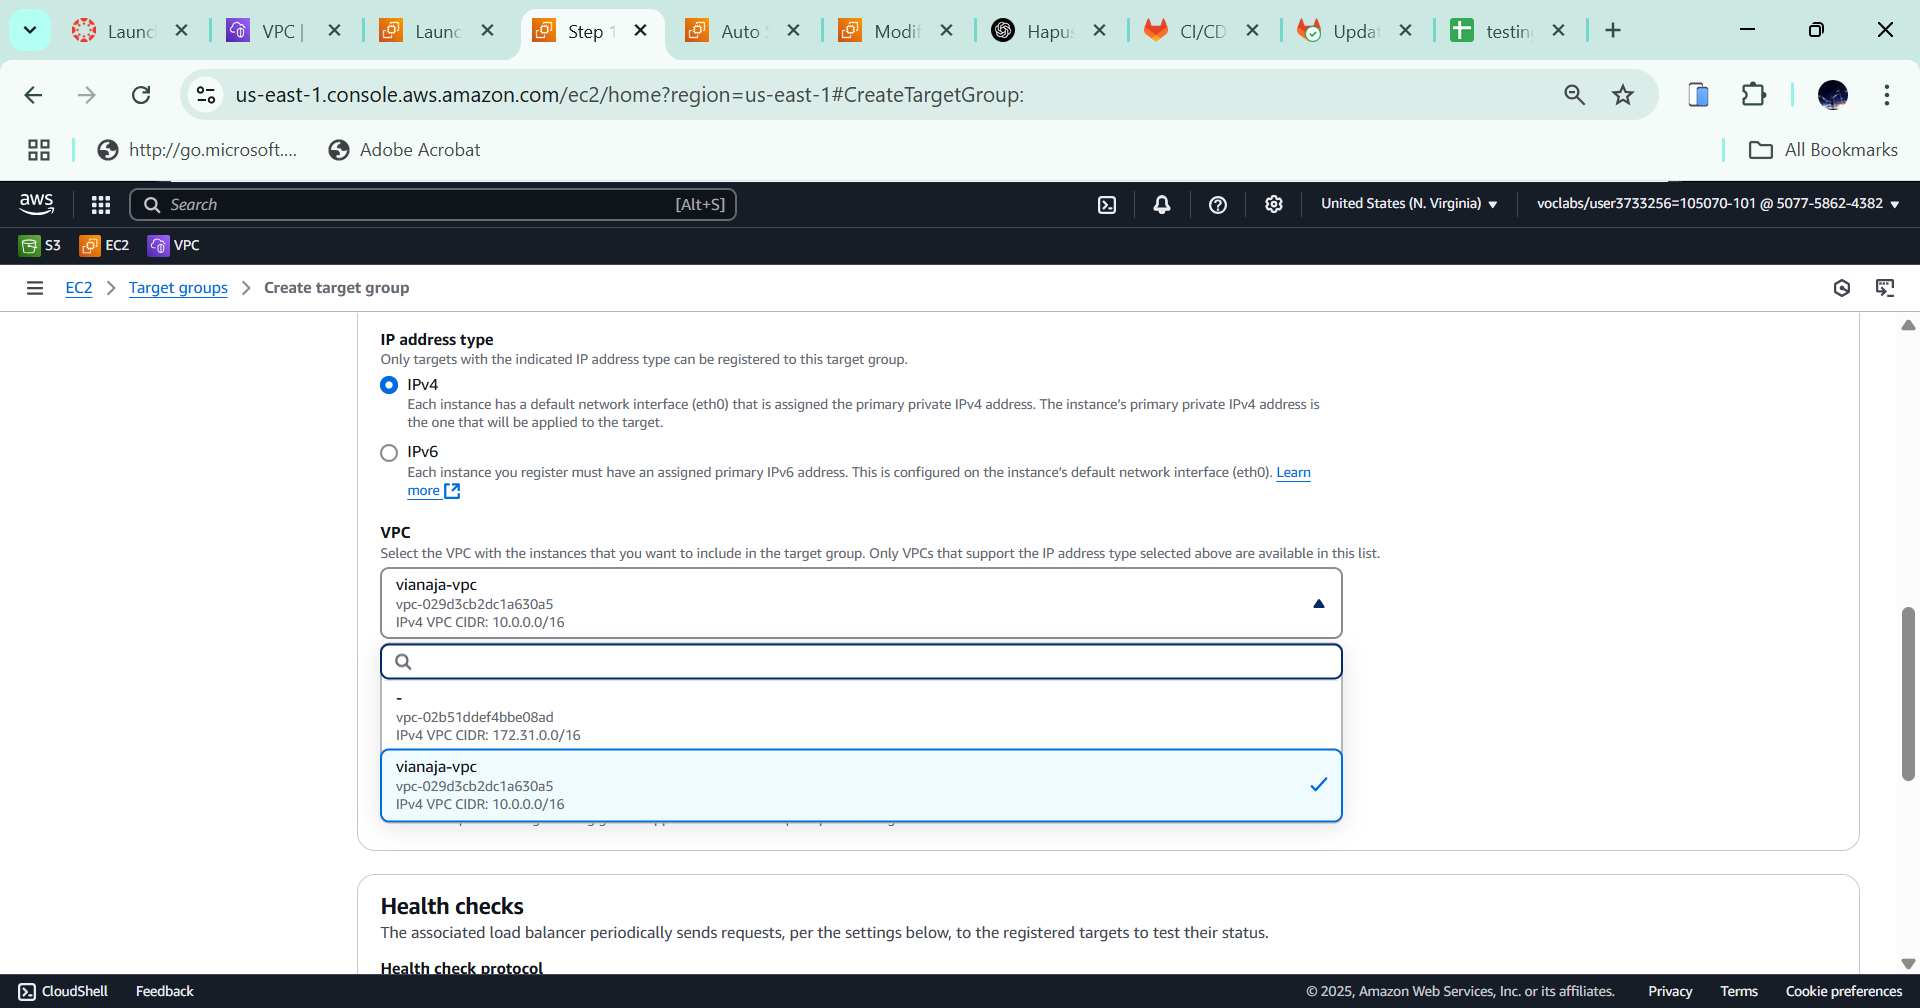 Launc
VPC |
Launc
Step 1
Auto S
Modif
Hapus
CI/CD
Updat
testing
us-east-1.console.aws.amazon.com/ec2/home?region=us-east-1#CreateTargetGroup:
http://go.microsoft....
Adobe Acrobat
All Bookmarks
aws
Search
[Alt+S]
United States (N. Virginia)
voclabs/user3733256=105070-101 @ 5077-5862-4382
S3
EC2
VPC
EC2
Target groups
Create target group
IP address type
Only targets with the indicated IP address type can be registered to this target group.
IPv4
Each instance has a default network interface (eth0) that is assigned the primary private IPv4 address. The instance's primary private IPv4 address is
the one that will be applied to the target.
IPv6
Each instance you register must have an assigned primary IPv6 address. This is configured on the instance's default network interface (eth0). Learn
more
VPC
Select the VPC with the instances that you want to include in the target group. Only VPCs that support the IP address type selected above are available in this list.
vianaja-vpc
vpc-029d3cb2dc1a630a5
IPv4 VPC CIDR: 10.0.0.0/16
-
vpc-02b51ddef4bbe08ad
IPv4 VPC CIDR: 172.31.0.0/16
vianaja-vpc
vpc-029d3cb2dc1a630a5
IPv4 VPC CIDR: 10.0.0.0/16
Health checks
The associated load balancer periodically sends requests, per the settings below, to the registered targets to test their status.
Health check protocol
CloudShell
Feedback
© 2025, Amazon Web Services, Inc. or its affiliates.
Privacy
Terms
Cookie preferences